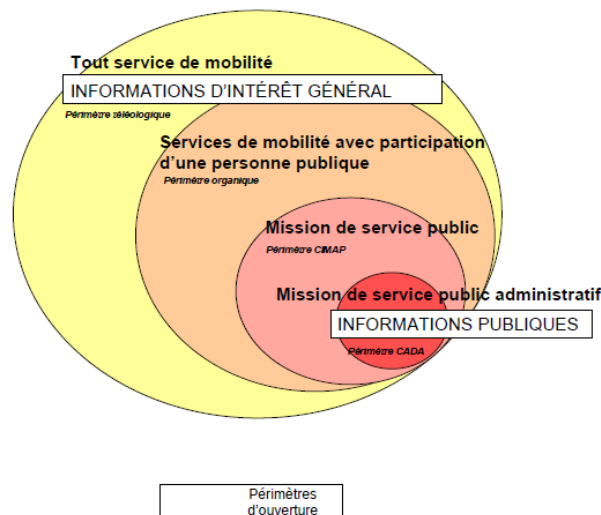 Tout service de mobilité
INFORMATIONS D'INTÉRÊT GÉNÉRAL
Périmètre téléologique
Services de mobilité avec participation
d'une personne publique
Périmètre organique
Mission de service public
Périmètre CIMAP
Mission de service public administratif
INFORMATIONS PUBLIQUES
Périmètre CADA
Périmètres
d'ouverture